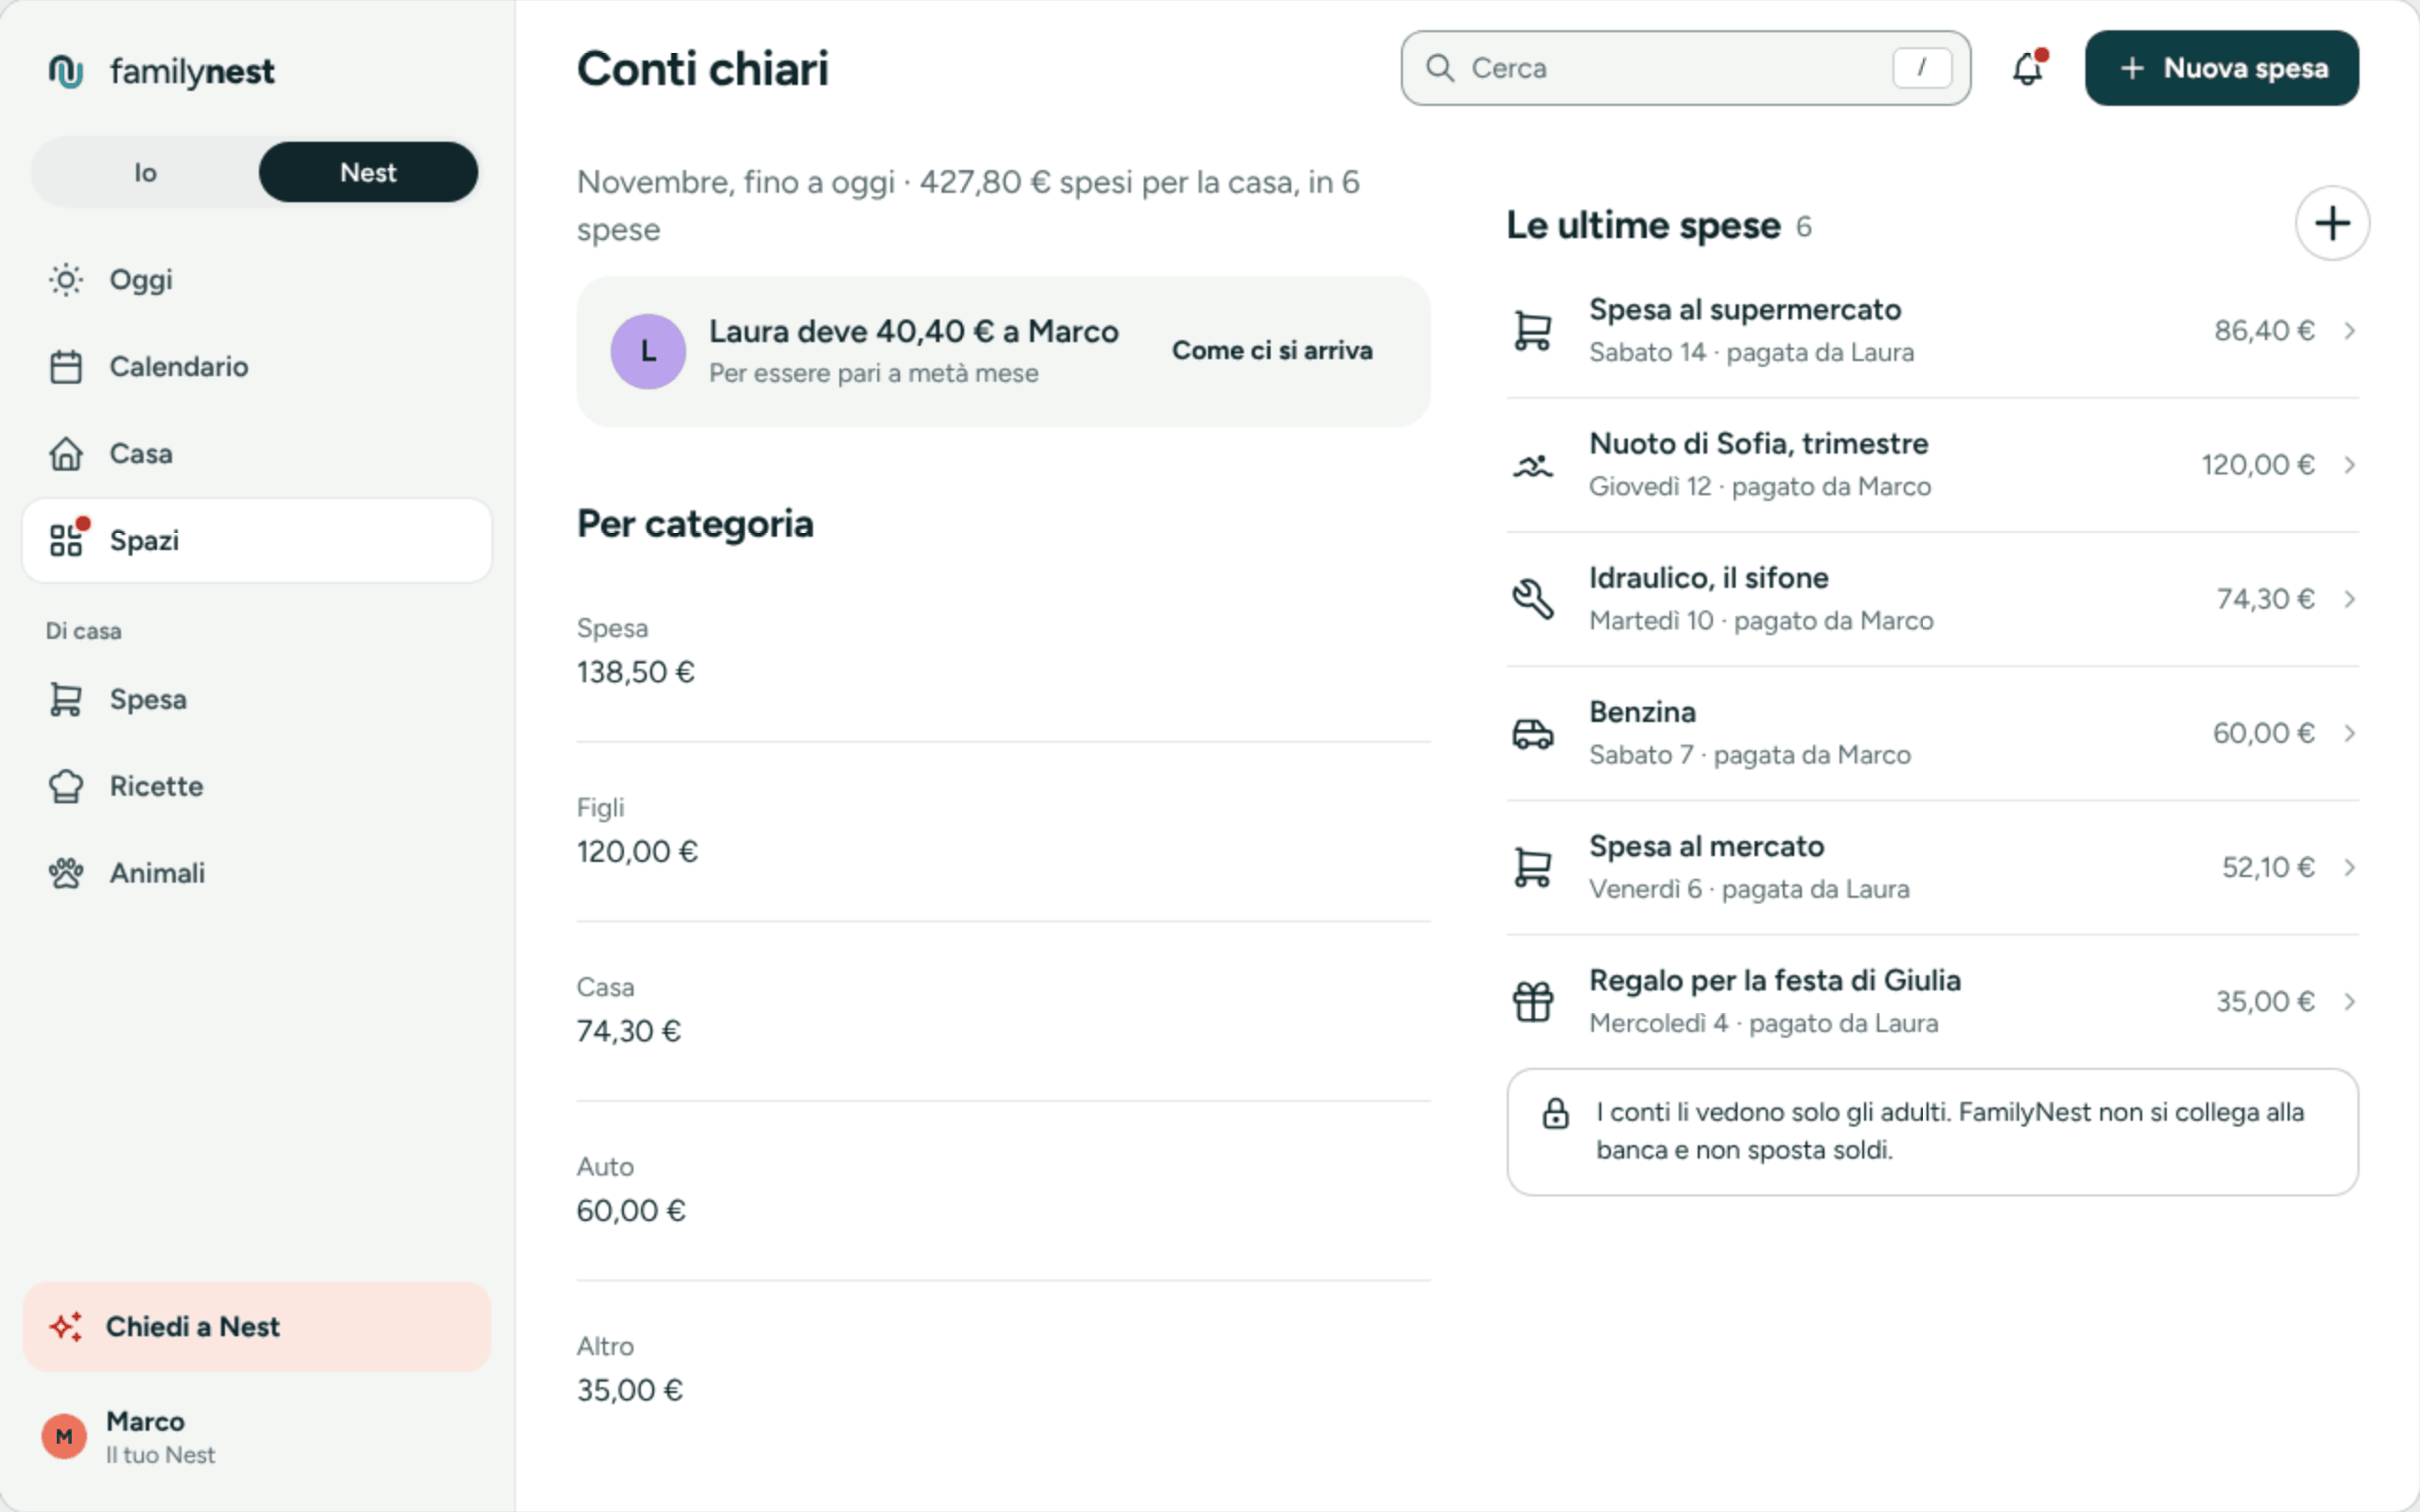 familynest
Io
Nest
Oggi
Calendario
Casa
Spazi
Di casa
Spesa
Ricette
Animali
Chiedi a Nest
M
Marco
Il tuo Nest
Conti chiari
Cerca
/
+ Nuova spesa
Novembre, fino a oggi · 427,80 € spesi per la casa, in 6
spese
L
Laura deve 40,40 € a Marco
Per essere pari a metà mese
Come ci si arriva
Per categoria
Spesa
138,50 €
Figli
120,00 €
Casa
74,30 €
Auto
60,00 €
Altro
35,00 €
Le ultime spese 6
Spesa al supermercato
Sabato 14 · pagata da Laura
86,40 €
Nuoto di Sofia, trimestre
Giovedì 12 · pagato da Marco
120,00 €
Idraulico, il sifone
Martedì 10 · pagato da Marco
74,30 €
Benzina
Sabato 7 · pagata da Marco
60,00 €
Spesa al mercato
Venerdì 6 · pagata da Laura
52,10 €
Regalo per la festa di Giulia
Mercoledì 4 · pagato da Laura
35,00 €
I conti li vedono solo gli adulti. FamilyNest non si collega alla
banca e non sposta soldi.